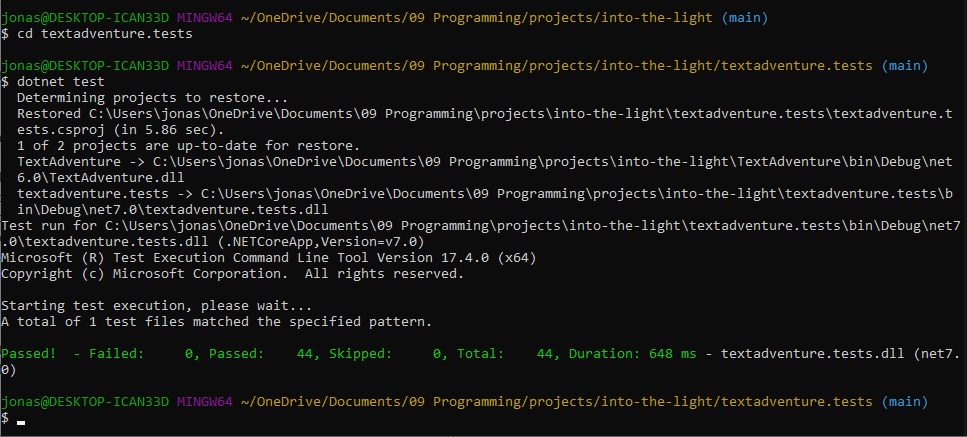 jonas@DESKTOP-ICAN33D MINGW64 ~/OneDrive/Documents/09 Programming/projects/into-the-light (main)
$ cd textadventure.tests
jonas@DESKTOP-ICAN33D MINGW64 ~/OneDrive/Documents/09 Programming/projects/into-the-light/textadventure.tests (main)
$ dotnet test
  Determining projects to restore...
  Restored C:\Users\jonas\OneDrive\Documents\09 Programming\projects\into-the-light\textadventure.tests\textadventure.t
  ests.csproj (in 5.86 sec).
  1 of 2 projects are up-to-date for restore.
  TextAdventure -> C:\Users\jonas\OneDrive\Documents\09 Programming\projects\into-the-light\TextAdventure\bin\Debug\net
  6.0\TextAdventure.dll
  textadventure.tests -> C:\Users\jonas\OneDrive\Documents\09 Programming\projects\into-the-light\textadventure.tests\b
  in\Debug\net7.0\textadventure.tests.dll
Test run for C:\Users\jonas\OneDrive\Documents\09 Programming\projects\into-the-light\textadventure.tests\bin\Debug\net7
.0\textadventure.tests.dll (.NETCoreApp,Version=v7.0)
Microsoft (R) Test Execution Command Line Tool Version 17.4.0 (x64)
Copyright (c) Microsoft Corporation.  All rights reserved.
Starting test execution, please wait...
A total of 1 test files matched the specified pattern.
Passed!  - Failed:     0, Passed:    44, Skipped:     0, Total:    44, Duration: 648 ms - textadventure.tests.dll (net7.
0)
jonas@DESKTOP-ICAN33D MINGW64 ~/OneDrive/Documents/09 Programming/projects/into-the-light/textadventure.tests (main)
$